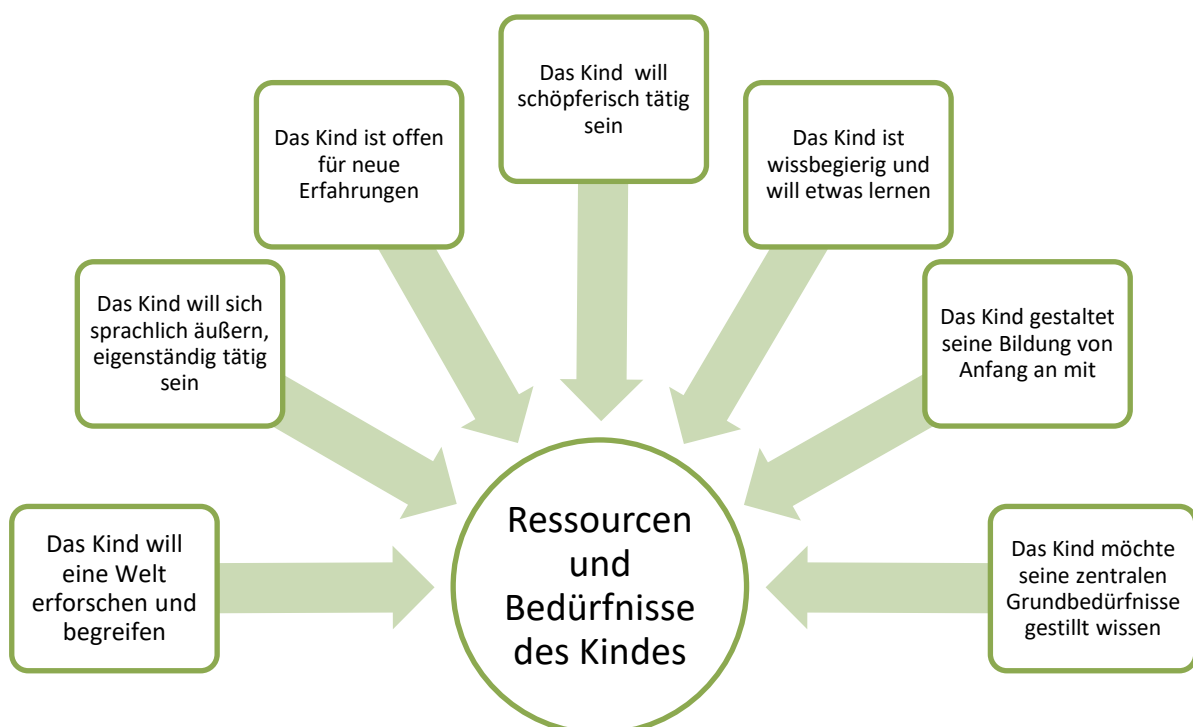 Das Kind will
schöpferisch tätig
sein
Das Kind ist offen
für neue
Erfahrungen
Das Kind ist
wissbegierig und
will etwas lernen
Das Kind will sich
sprachlich äußern,
eigenständig tätig
sein
Das Kind gestaltet
seine Bildung von
Anfang an mit
Das Kind will
eine Welt
erforschen und
begreifen
Ressourcen
und
Bedürfnisse
des Kindes
Das Kind möchte
seine zentralen
Grundbedürfnisse
gestillt wissen